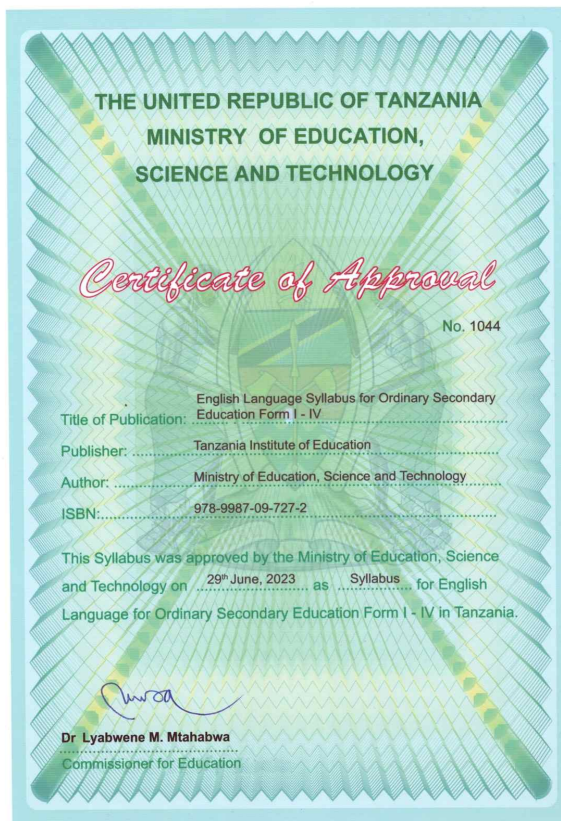 THE UNITED REPUBLIC OF TANZANIA
MINISTRY OF EDUCATION,
SCIENCE AND TECHNOLOGY
Certificate of Approval
No. 1044
English Language Syllabus for Ordinary Secondary
Title of Publication: Education Form I - IV
Publisher: Tanzania Institute of Education
Author: Ministry of Education, Science and Technology
ISBN: 978-9987-09-727-2
This Syllabus was approved by the Ministry of Education, Science
and Technology on 29th June, 2023 as Syllabus for English
Language for Ordinary Secondary Education Form I - IV in Tanzania.
Dr Lyabwene M. Mtahabwa
Commissioner for Education